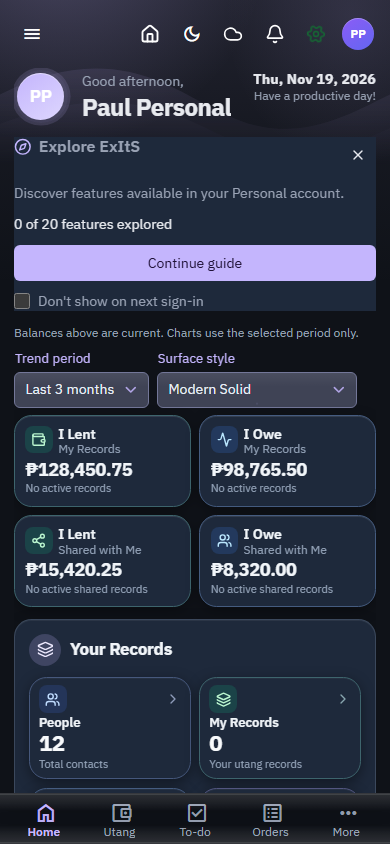 PP
PP
Good afternoon,
Paul Personal
Thu, Nov 19, 2026
Have a productive day!
Explore ExItS
Discover features available in your Personal account.
0 of 20 features explored
Continue guide
Don't show on next sign-in
Balances above are current. Charts use the selected period only.
Trend period
Surface style
Last 3 months
Modern Solid
I Lent
My Records
₱128,450.75
No active records
I Owe
My Records
₱98,765.50
No active records
I Lent
Shared with Me
₱15,420.25
No active shared records
I Owe
Shared with Me
₱8,320.00
No active shared records
Your Records
People
12
Total contacts
My Records
0
Your utang records
Home
Utang
To-do
Orders
More